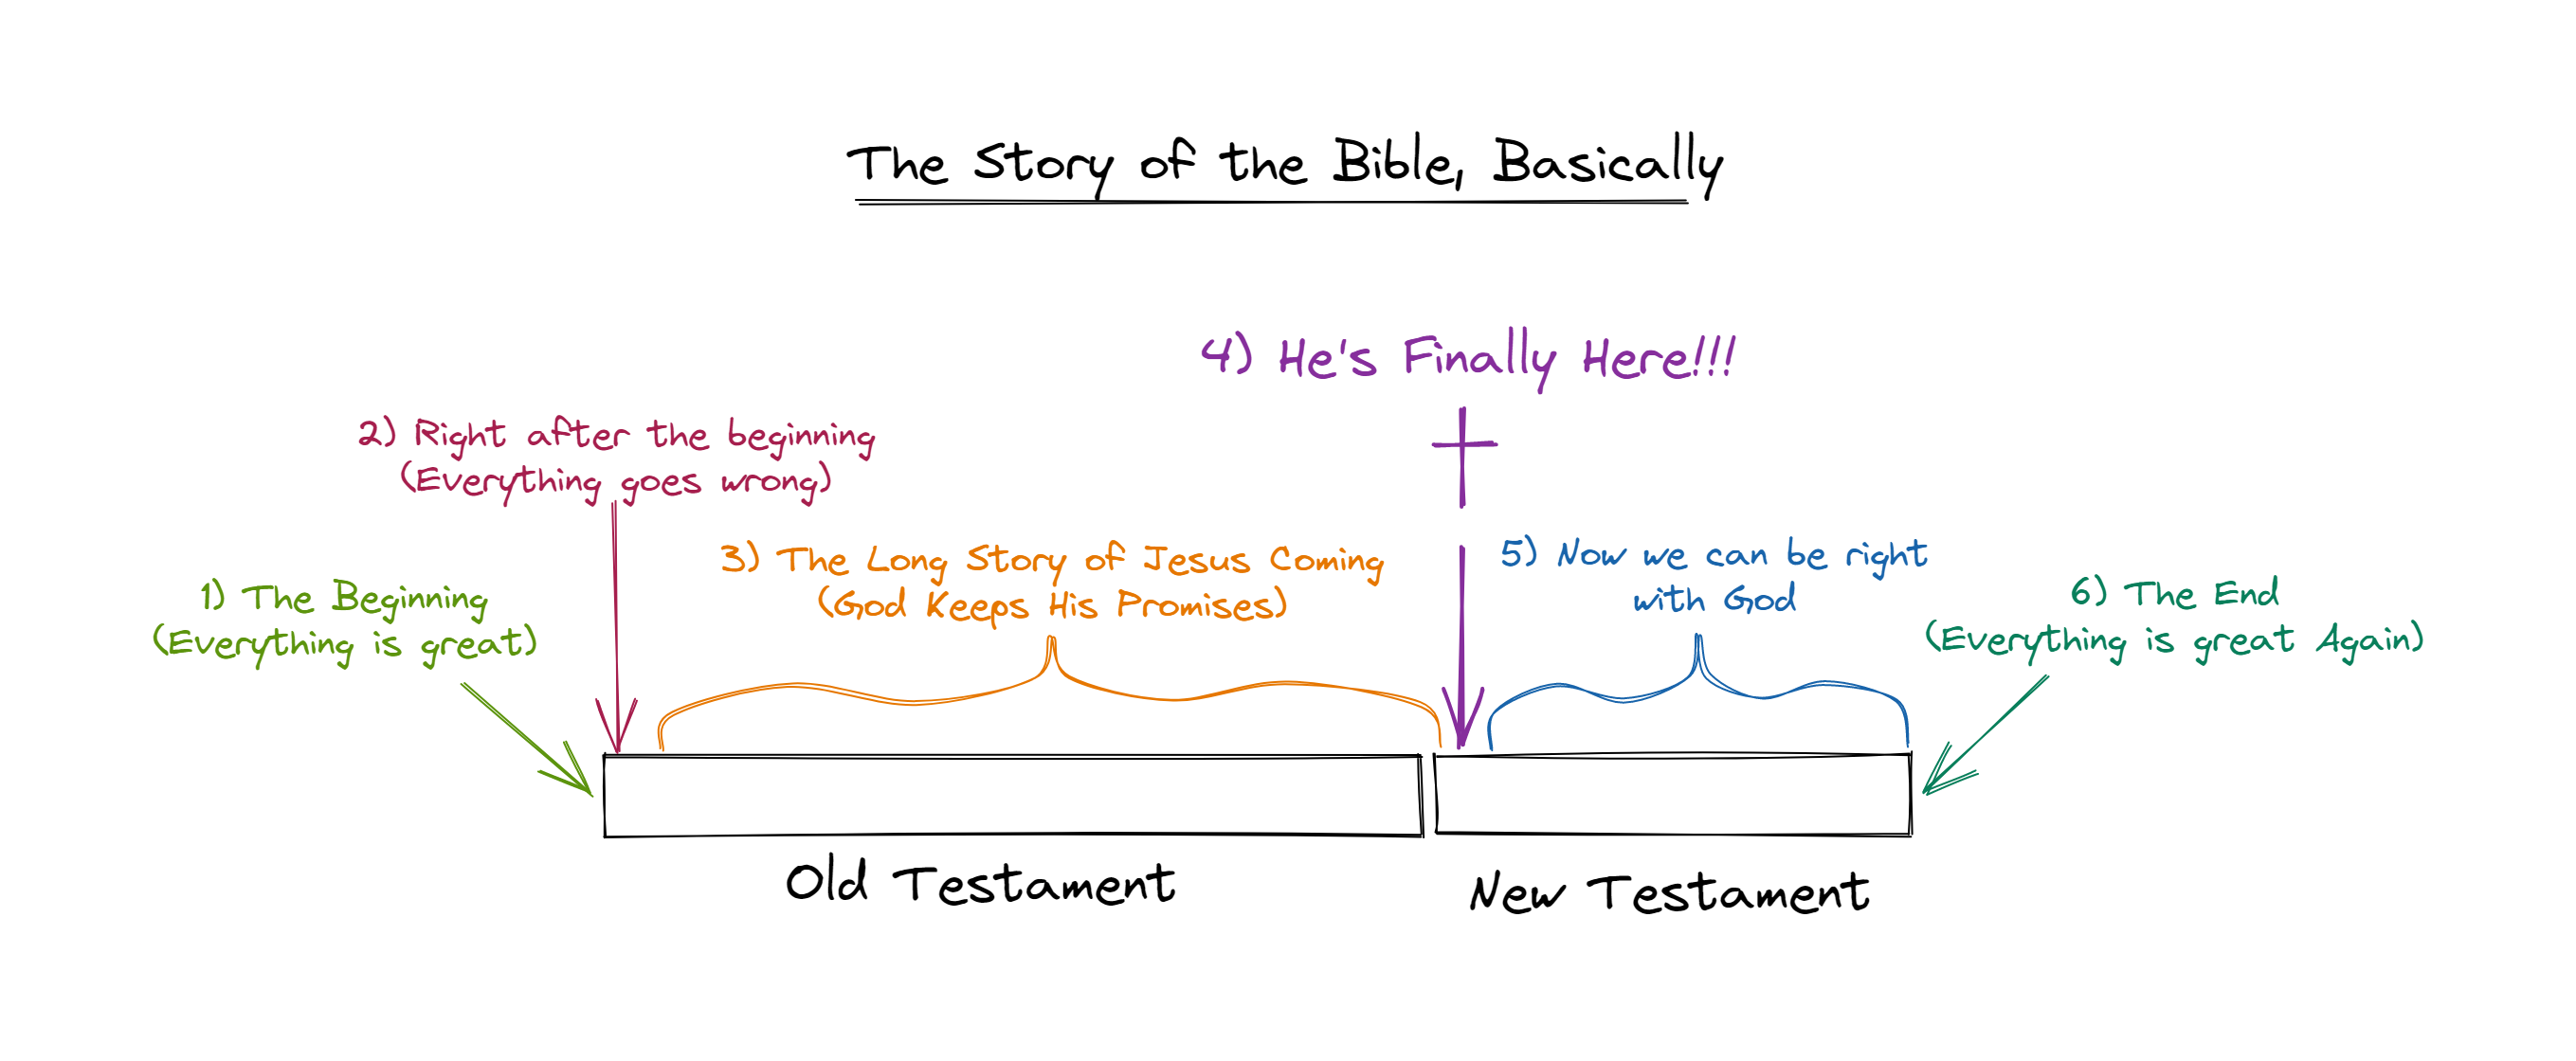 The Story of the Bible, Basically
4) He's Finally Here!!!
2) Right after the beginning
(Everything goes wrong)
3) The Long Story of Jesus Coming
(God Keeps His Promises)
5) Now we can be right
with God
1) The Beginning
(Everything is great)
6) The End
(Everything is great Again)
Old Testament
New Testament